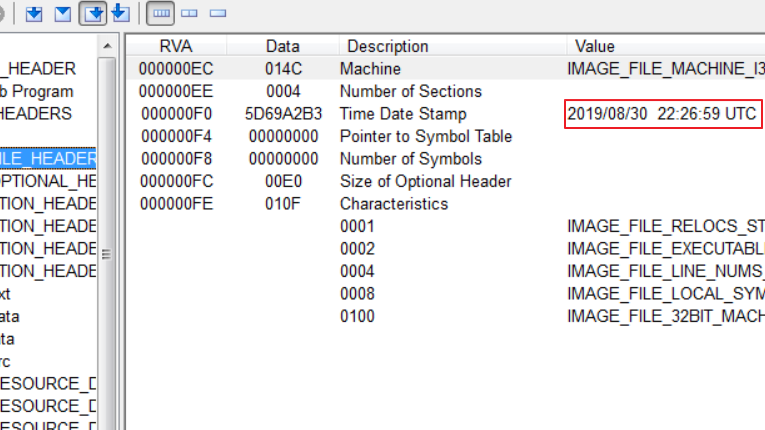 RVA Data Description Value
_HEADER
b Program
HEADERS
ILE_HEADER
OPTIONAL_HE
TION_HEADE
TION_HEADE
TION_HEADE
TION_HEADE
xt
ata
ta
rc
ESOURCE_D
ESOURCE_D
ESOURCE_D
000000EC 014C Machine IMAGE_FILE_MACHINE_I3
000000EE 0004 Number of Sections
000000F0 5D69A2B3 Time Date Stamp 2019/08/30 22:26:59 UTC
000000F4 00000000 Pointer to Symbol Table
000000F8 00000000 Number of Symbols
000000FC 00E0 Size of Optional Header
000000FE 010F Characteristics
0001 IMAGE_FILE_RELOCS_ST
0002 IMAGE_FILE_EXECUTABL
0004 IMAGE_FILE_LINE_NUMS_
0008 IMAGE_FILE_LOCAL_SYM
0100 IMAGE_FILE_32BIT_MACH